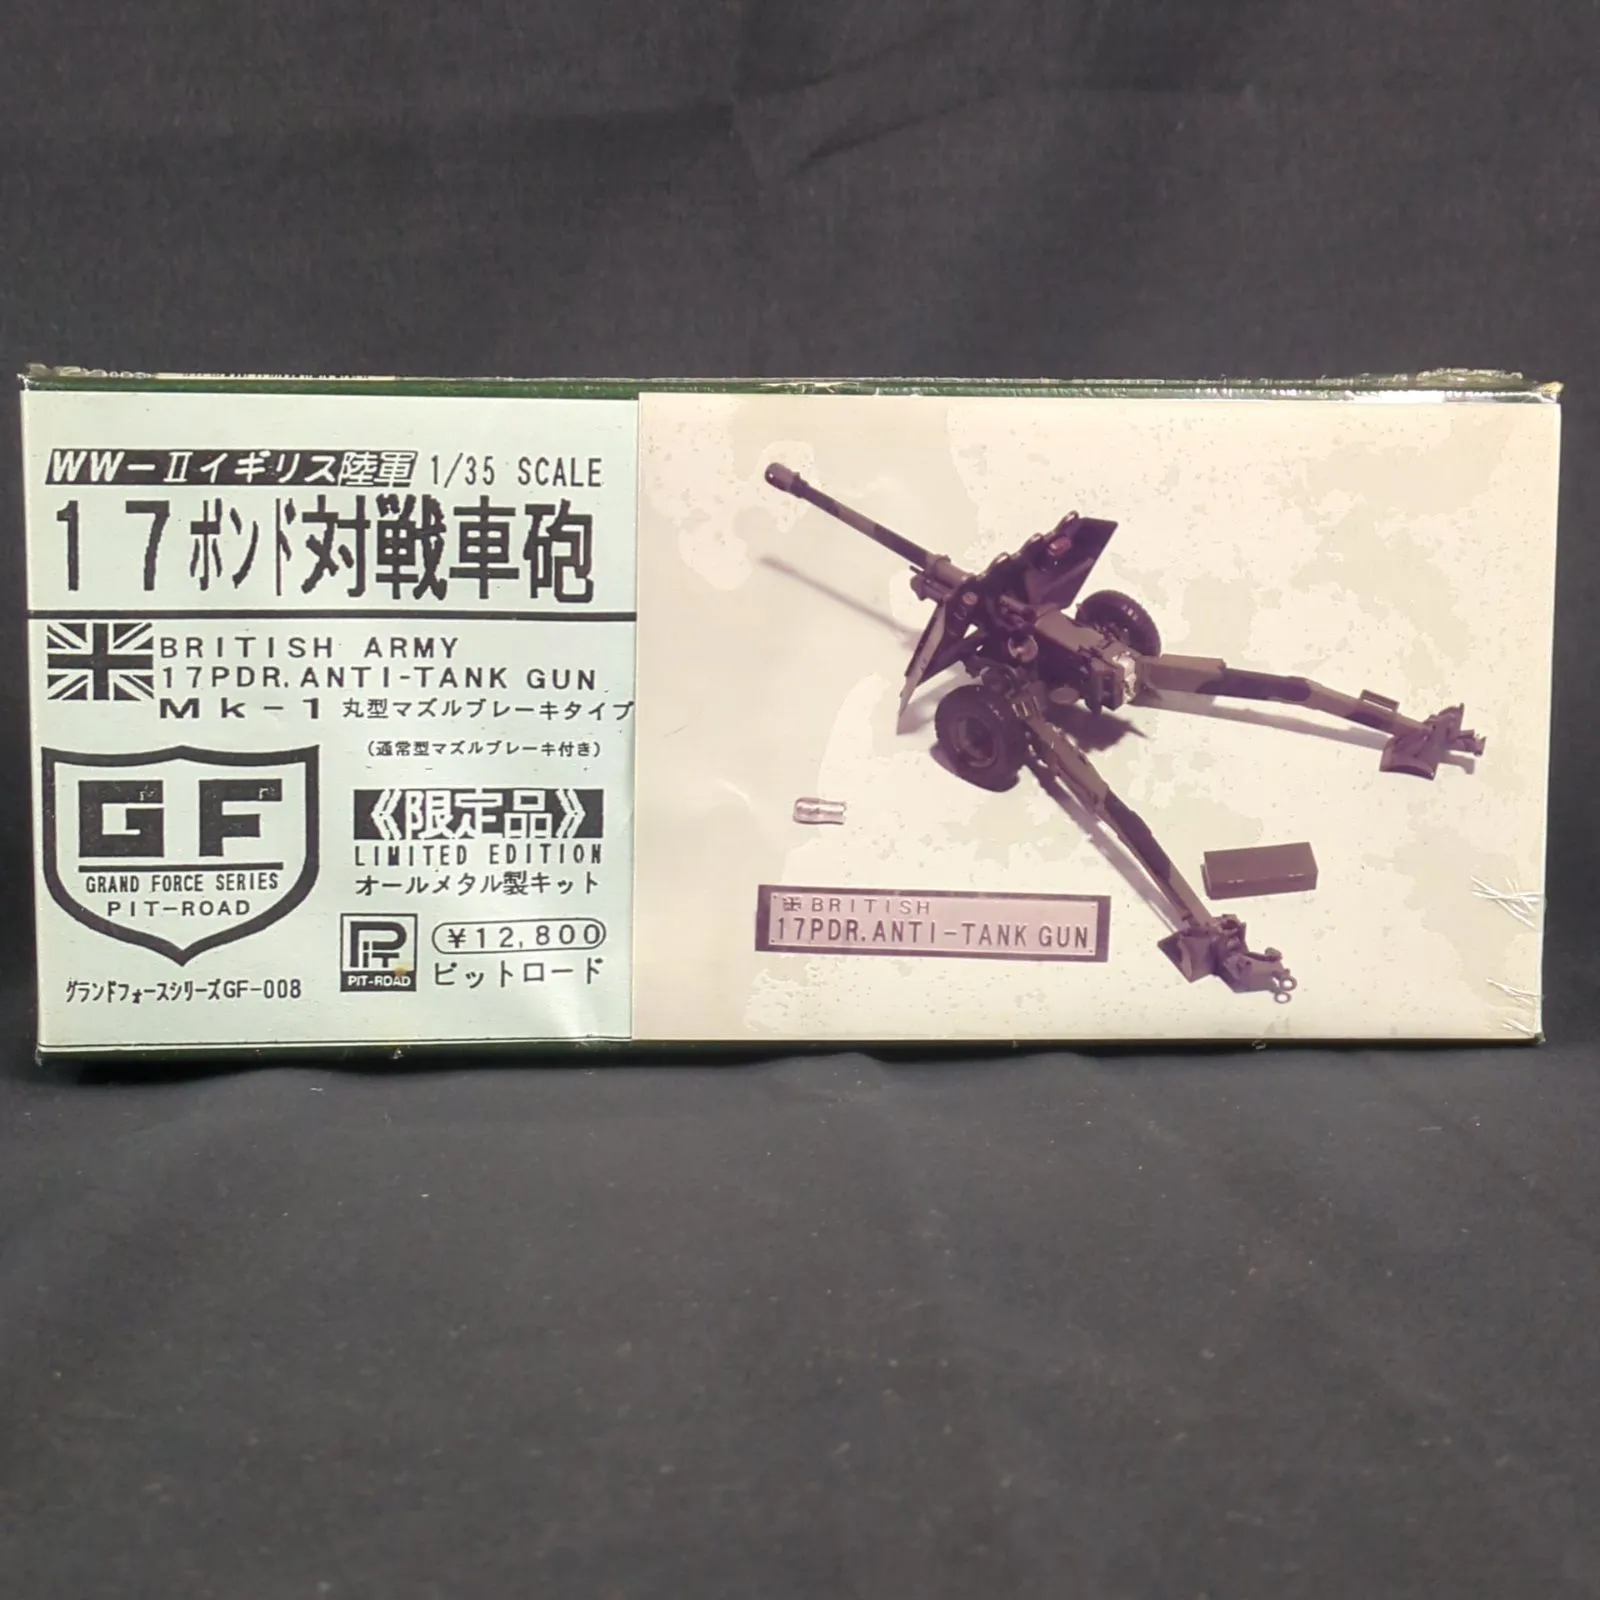 WW-Ⅱイギリス陸軍 1/35 SCALE
17ポンド対戦車砲
BRITISH ARMY
17PDR. ANTI-TANK GUN
Mk-1 丸型マズルブレーキタイプ
(通常型マズルブレーキ付き)
GF
GRAND FORCE SERIES
PIT-ROAD
グランドフォースシリーズGF-008
《限定品》
LIMITED EDITION
オールメタル製キット
PIT
PIT-ROAD
¥12,800
ピットロード
BRITISH
17PDR. ANTI-TANK GUN